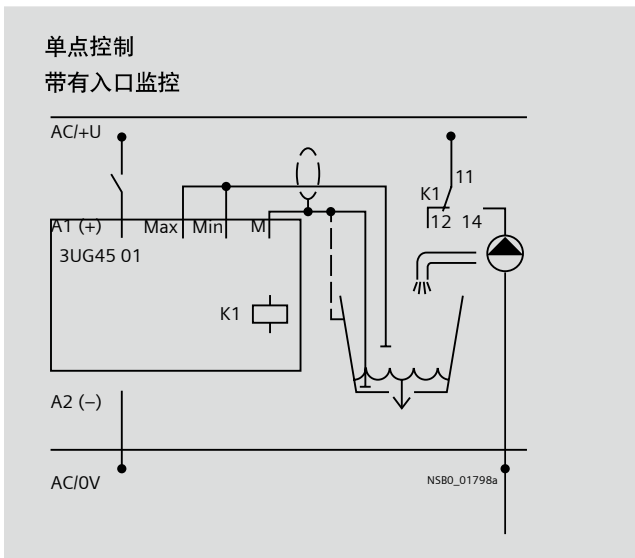 单点控制
带有入口监控
AC/+U
11
K1
12 14
A1 (+) Max Min M
3UG45 01
K1
A2 (–)
AC/0V
NSB0_01798a